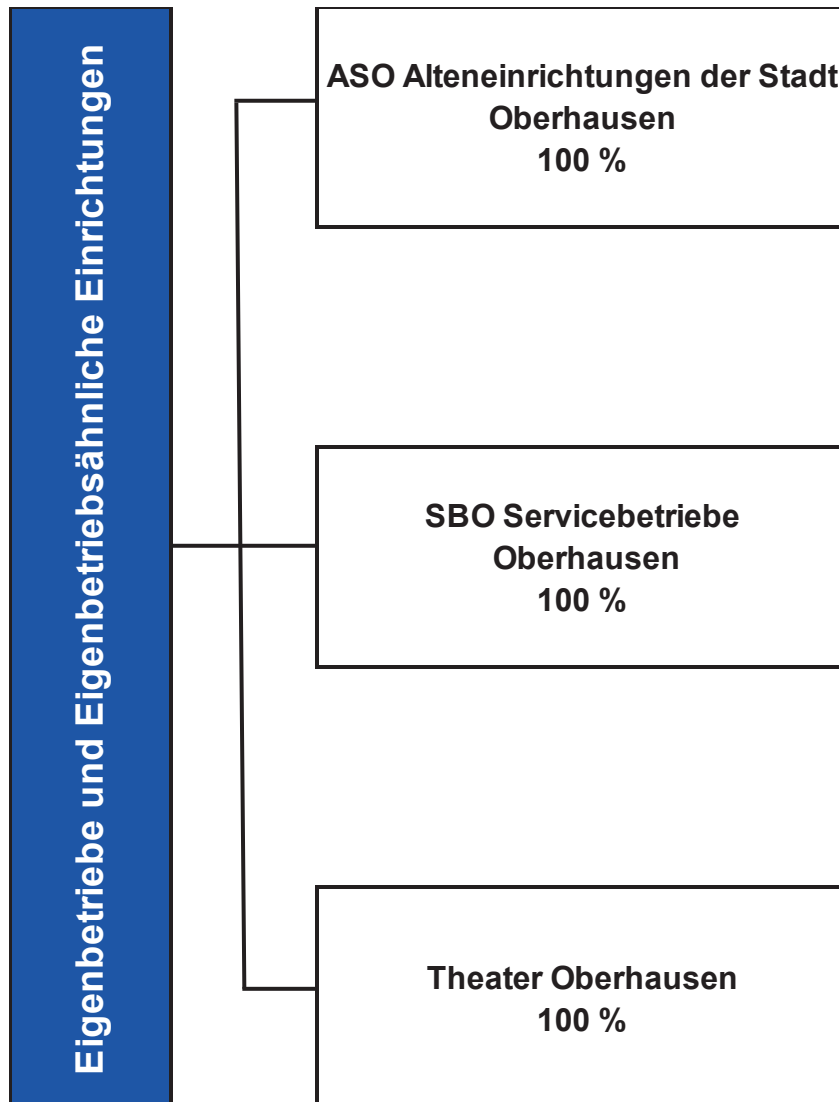 Eigenbetriebe und Eigenbetriebsähnliche Einrichtungen
ASO Alteneinrichtungen der Stadt
Oberhausen
100 %
SBO Servicebetriebe
Oberhausen
100 %
Theater Oberhausen
100 %